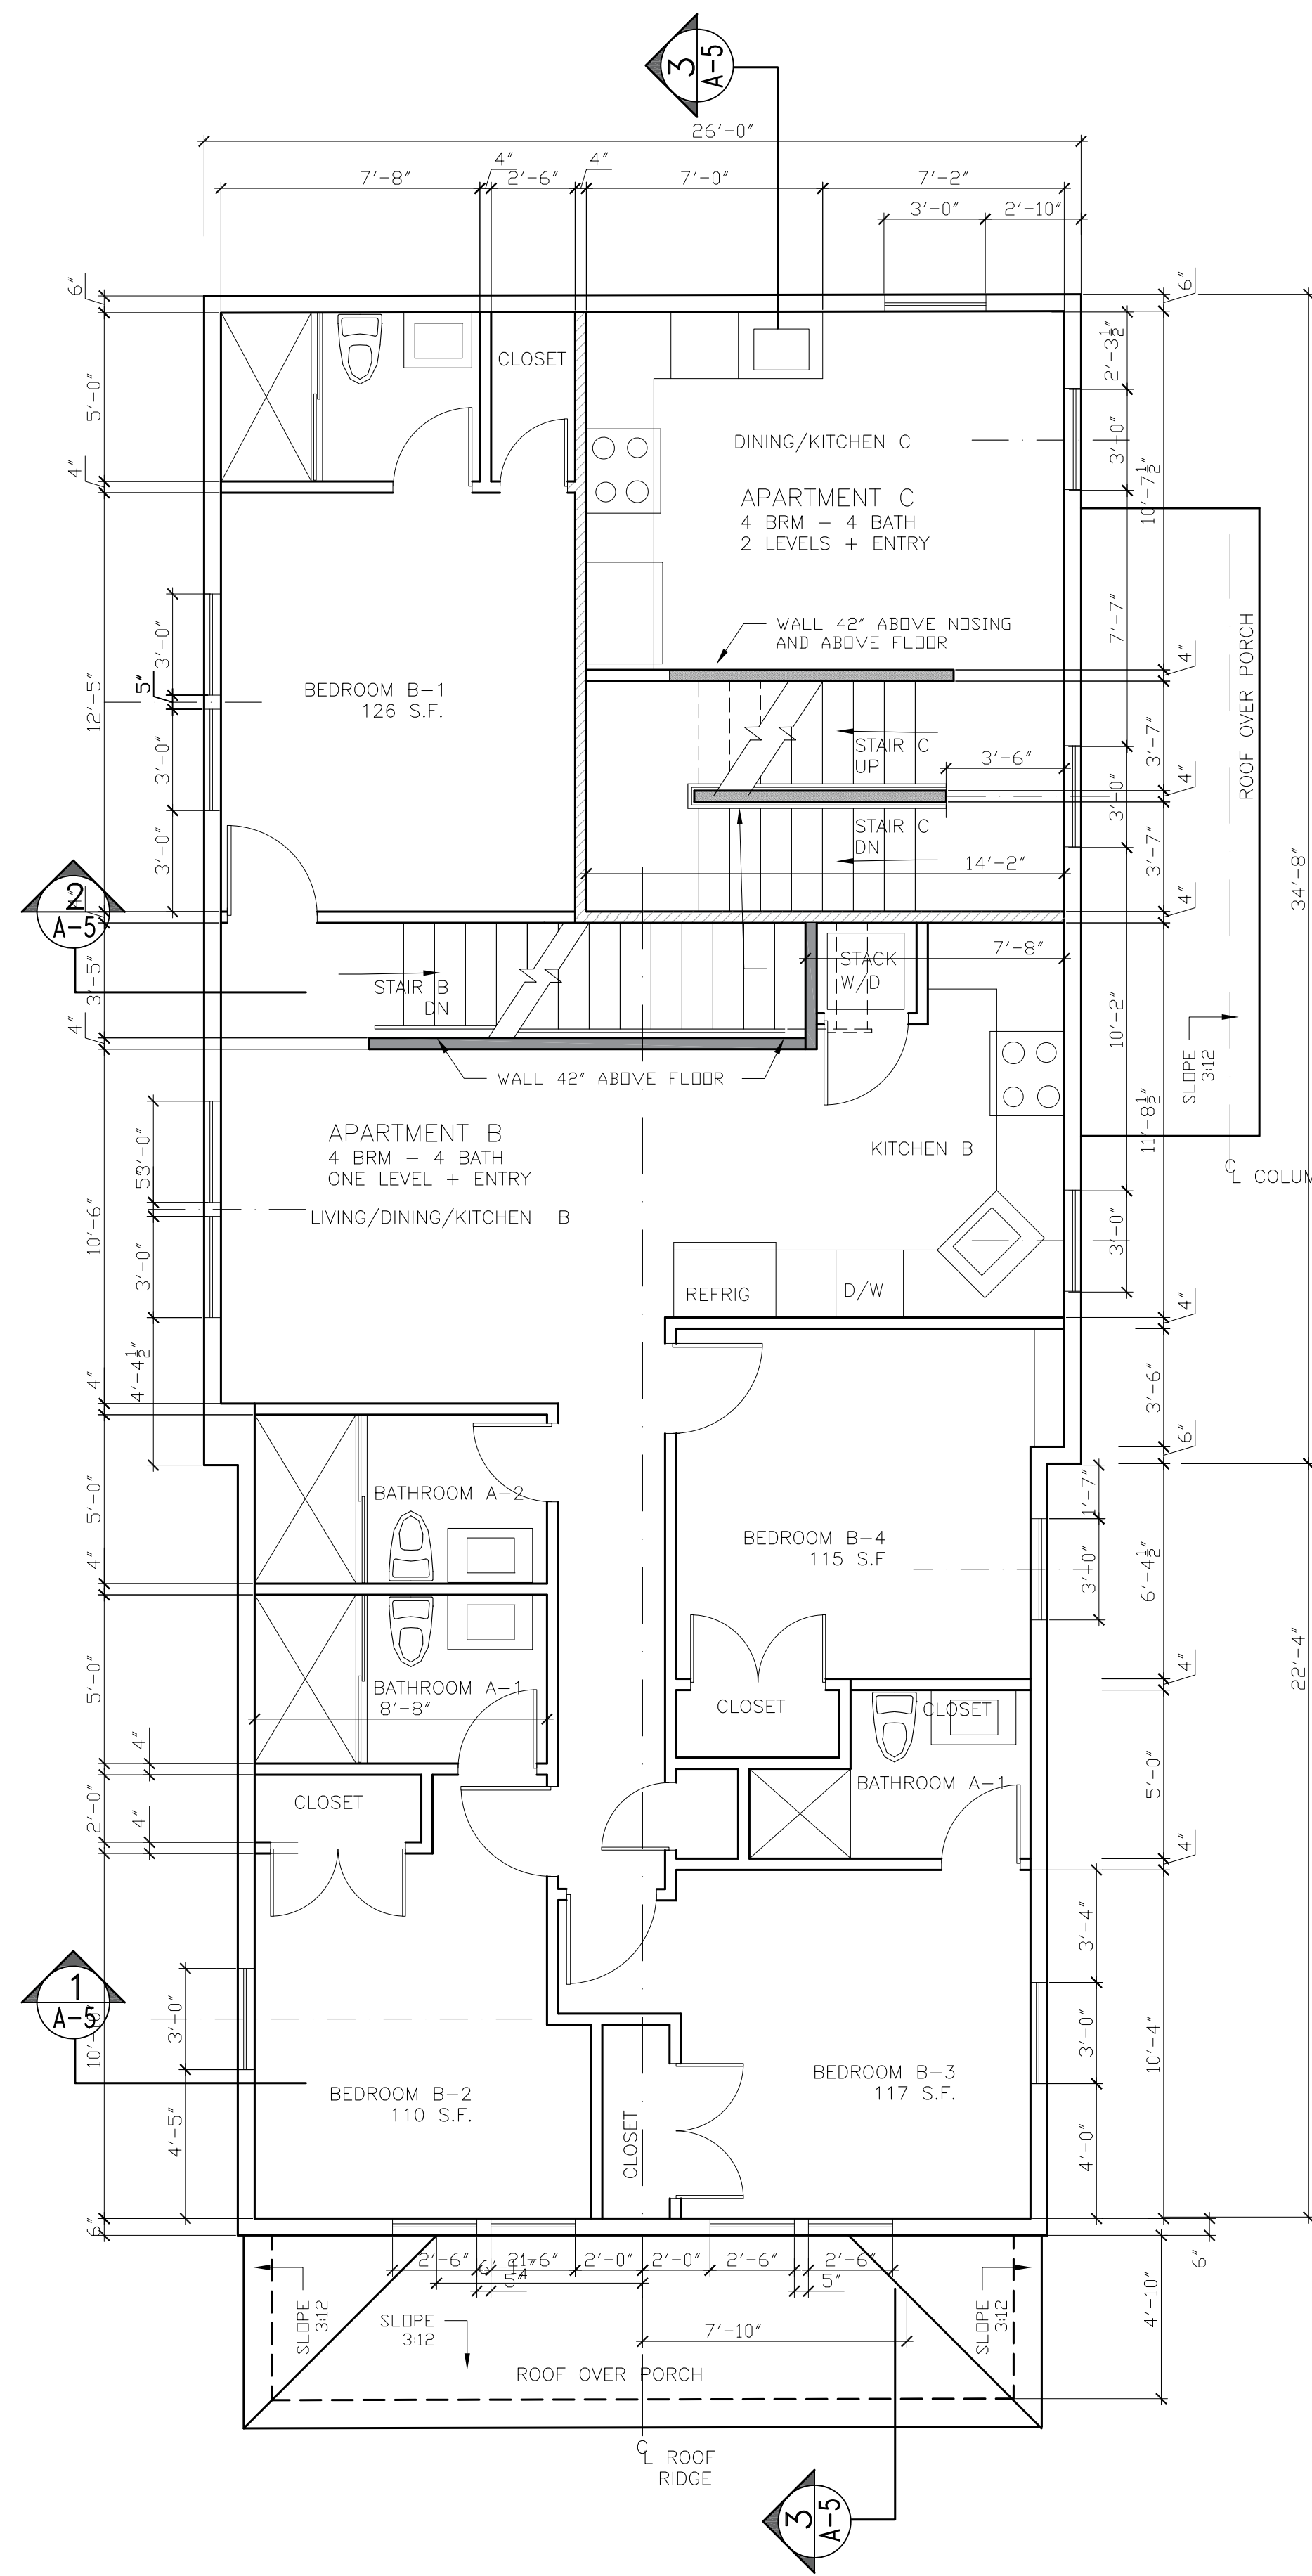 3
A-5
26'-0"
4"
4"
7'-8"
2'-6"
7'-0"
7'-2"
3'-0"
2'-10"
6"
6"
CLOSET
2'-3½"
5'-0"
DINING/KITCHEN C
3'-0"
4"
10'-7½"
APARTMENT C
4 BRM – 4 BATH
2 LEVELS + ENTRY
WALL 42" ABOVE NOSING
AND ABOVE FLOOR
7'-7"
4"
3'-0"
5"
12'-5"
BEDROOM B-1
126 S.F.
ROOF OVER PORCH
STAIR C
UP
3'-6"
3'-7"
3'-0"
4"
3'-0"
STAIR C
DN
34'-8"
3'-0"
14'-2"
3'-7"
2
A-5
4"
4"
7'-8"
3'-5"
STACK
W/D
STAIR B
DN
10'-2"
4"
SLOPE
3:12
WALL 42" ABOVE FLOOR
11'-8½"
APARTMENT B
4 BRM – 4 BATH
ONE LEVEL + ENTRY
KITCHEN B
3'-0"
5"
CL COLUM
LIVING/DINING/KITCHEN B
10'-6"
3'-0"
3'-0"
REFRIG
D/W
4"
4'-4½"
3'-6"
4"
6"
BATHROOM A-2
5'-0"
1'-7"
BEDROOM B-4
115 S.F
3'-0"
6'-4½"
4"
22'-4"
BATHROOM A-1
8'-8"
5'-0"
4"
CLOSET
CLOSET
4"
BATHROOM A-1
5'-0"
CLOSET
2'-0"
4"
4"
3'-4"
1
A-5
3'-0"
3'-0"
10'-4"
BEDROOM B-2
110 S.F.
BEDROOM B-3
117 S.F.
4'-5"
CLOSET
4'-0"
6"
6"
2'-6"
2'-6"
2'-0"
2'-0"
2'-6"
2'-6"
5"
5"
4'-10"
SLOPE
3:12
SLOPE
3:12
SLOPE
3:12
7'-10"
ROOF OVER PORCH
CL ROOF
RIDGE
3
A-5